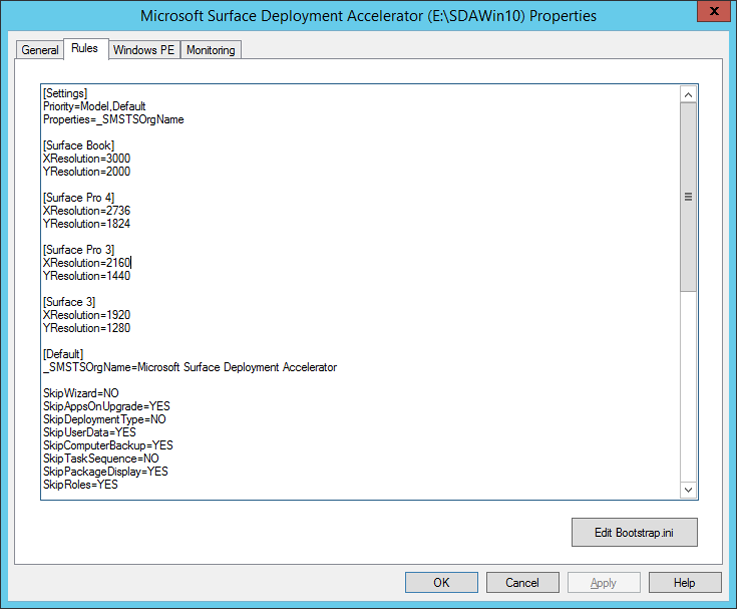 Microsoft Surface Deployment Accelerator (E:\SDAWin10) Properties
X
General Rules Windows PE Monitoring
[Settings]
Priority=Model,Default
Properties=_SMSTSOrgName
[Surface Book]
XResolution=3000
YResolution=2000
[Surface Pro 4]
XResolution=2736
YResolution=1824
[Surface Pro 3]
XResolution=2160
YResolution=1440
[Surface 3]
XResolution=1920
YResolution=1280
[Default]
_SMSTSOrgName=Microsoft Surface Deployment Accelerator
SkipWizard=NO
SkipAppsOnUpgrade=YES
SkipDeploymentType=NO
SkipUserData=YES
SkipComputerBackup=YES
SkipTaskSequence=NO
SkipPackageDisplay=YES
SkipRoles=YES
Edit Bootstrap.ini
OK Cancel Apply Help